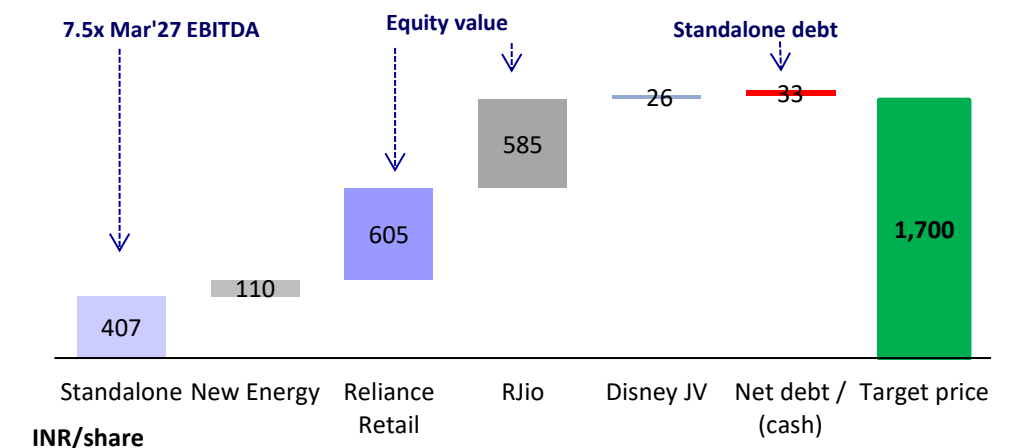 7.5x Mar'27 EBITDA
Equity value
Standalone debt
407
110
605
585
26
33
1,700
Standalone
New Energy
Reliance
Retail
RJio
Disney JV
Net debt /
(cash)
Target price
INR/share